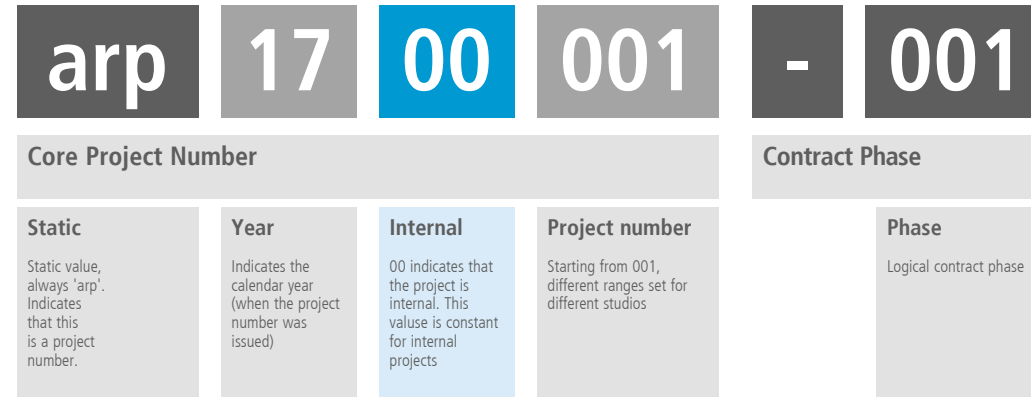 arp 17 00 001 - 001
Core Project Number
Contract Phase
Static
Static value,
always 'arp'.
Indicates
that this
is a project
number.
Year
Indicates the
calendar year
(when the project
number was
issued)
Internal
00 indicates that
the project is
internal. This
valuse is constant
for internal
projects
Project number
Starting from 001,
different ranges set for
different studios
Phase
Logical contract phase